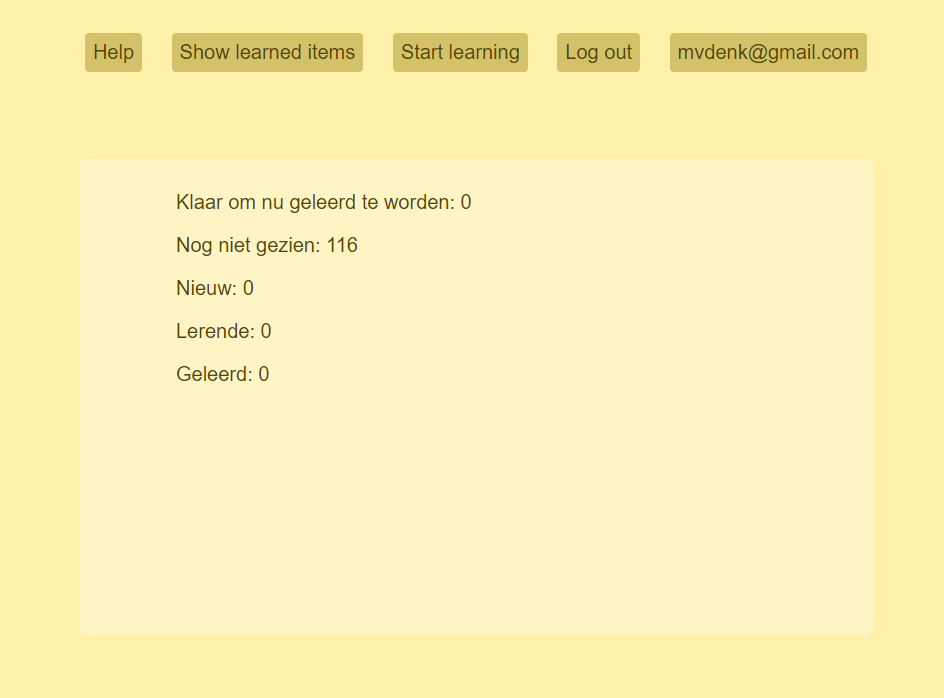 Help Show learned items Start learning Log out mvdenk@gmail.com
Klaar om nu geleerd te worden: 0
Nog niet gezien: 116
Nieuw: 0
Lerende: 0
Geleerd: 0